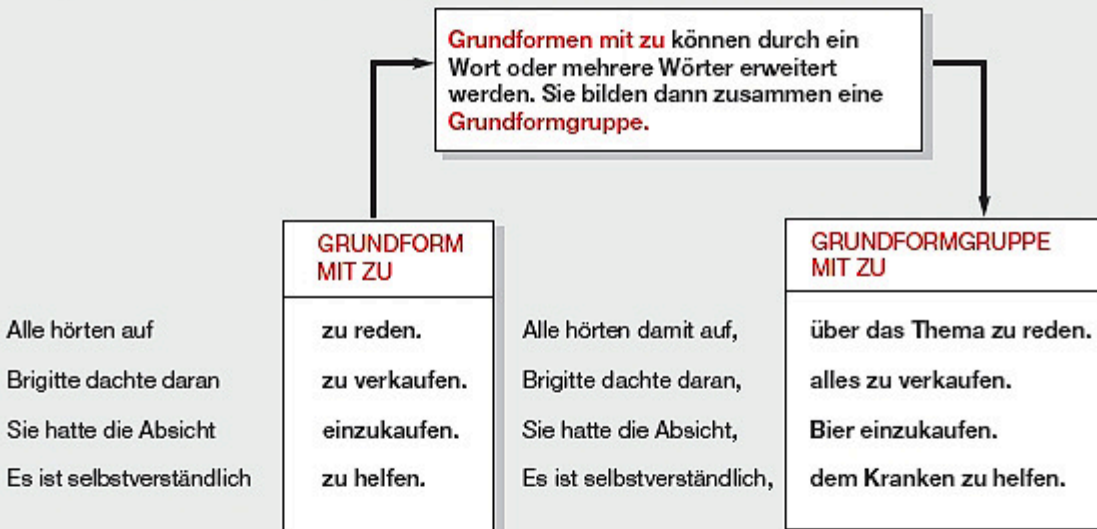 Grundformen mit zu können durch ein
Wort oder mehrere Wörter erweitert
werden. Sie bilden dann zusammen eine
Grundformgruppe.
GRUNDFORM
MIT ZU
GRUNDFORMGRUPPE
MIT ZU
Alle hörten auf zu reden. Alle hörten damit auf, über das Thema zu reden.
Brigitte dachte daran zu verkaufen. Brigitte dachte daran, alles zu verkaufen.
Sie hatte die Absicht einzukaufen. Sie hatte die Absicht, Bier einzukaufen.
Es ist selbstverständlich zu helfen. Es ist selbstverständlich, dem Kranken zu helfen.